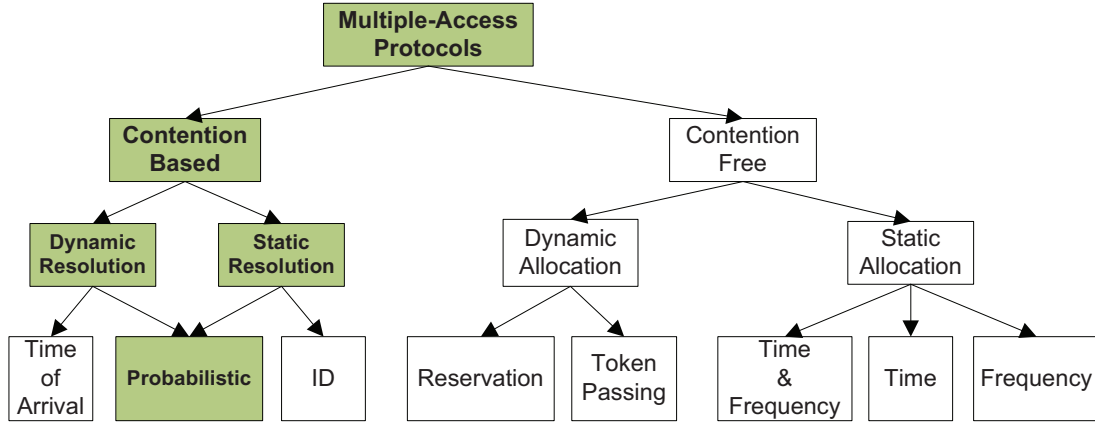 Multiple-Access
Protocols
Contention
Based
Contention
Free
Dynamic
Resolution
Static
Resolution
Dynamic
Allocation
Static
Allocation
Time
of
Arrival
Probabilistic
ID
Reservation
Token
Passing
Time
&
Frequency
Time
Frequency